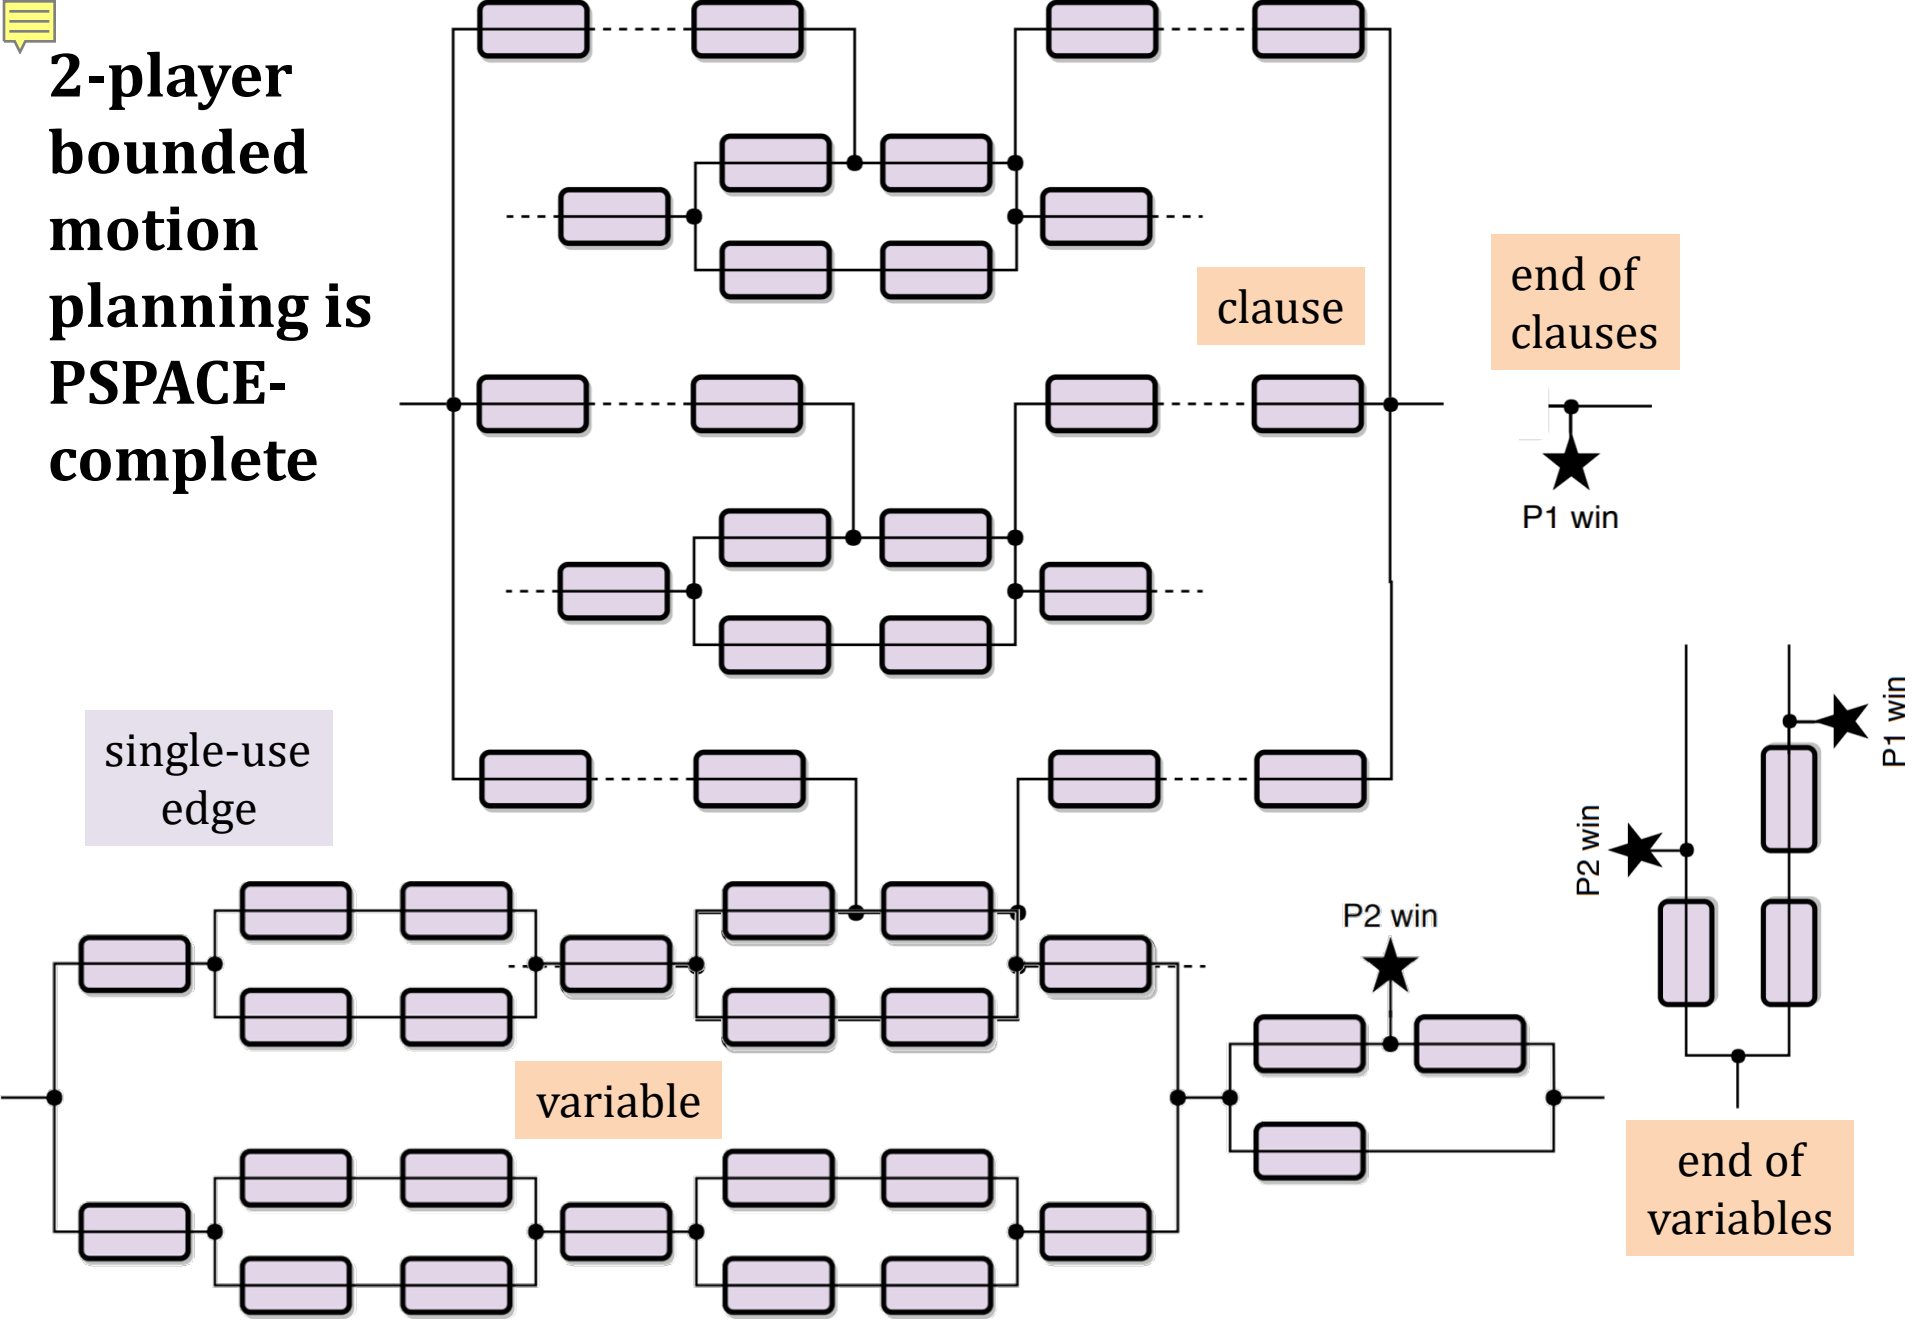 2-player
bounded
motion
planning is
PSPACE-
complete
clause
end of
clauses
P1 win
single-use
edge
P1 win
P2 win
P2 win
variable
end of
variables